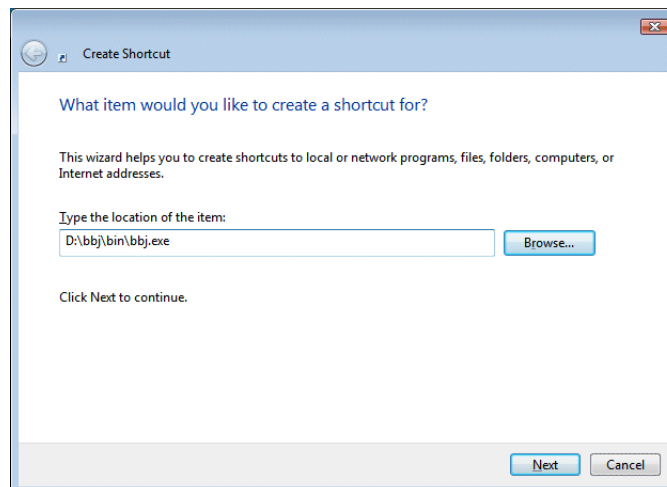 Create Shortcut
What item would you like to create a shortcut for?
This wizard helps you to create shortcuts to local or network programs, files, folders, computers, or
Internet addresses.
Type the location of the item:
D:\bbj\bin\bbj.exe
Browse...
Click Next to continue.
Next
Cancel